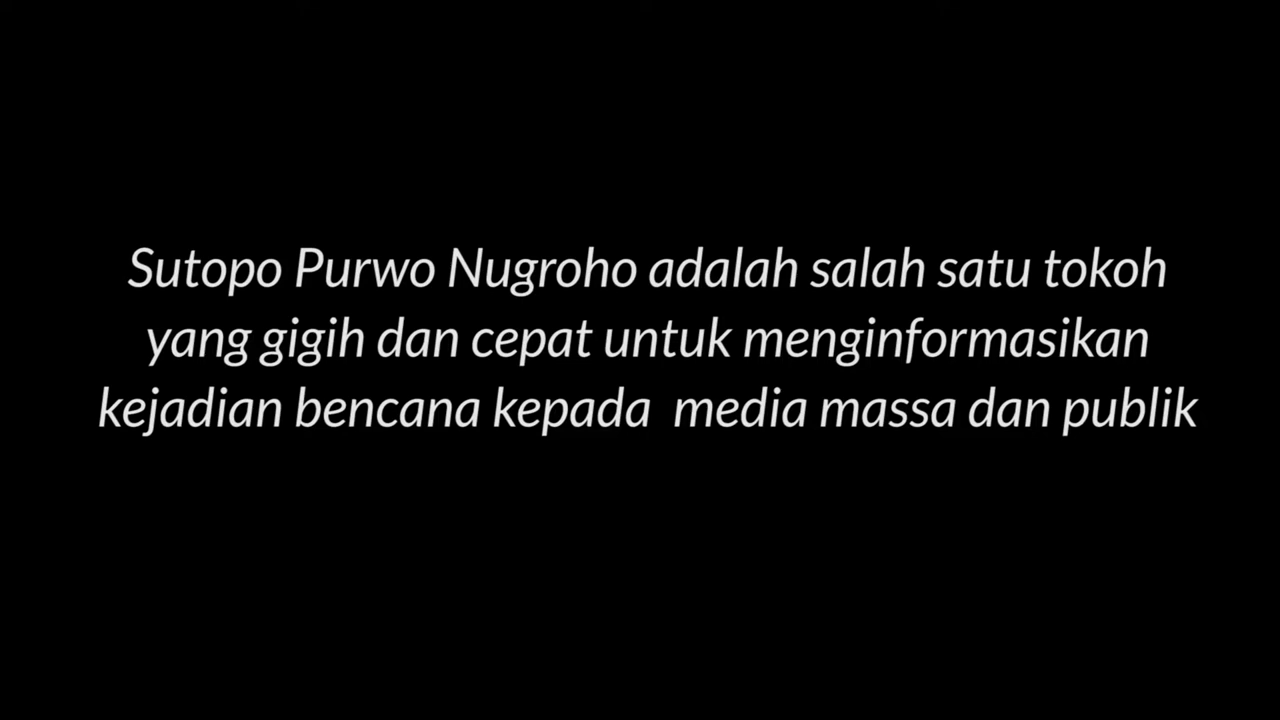 Sutopo Purwo Nugroho adalah salah satu tokoh
yang gigih dan cepat untuk menginformasikan
kejadian bencana kepada  media massa dan publik